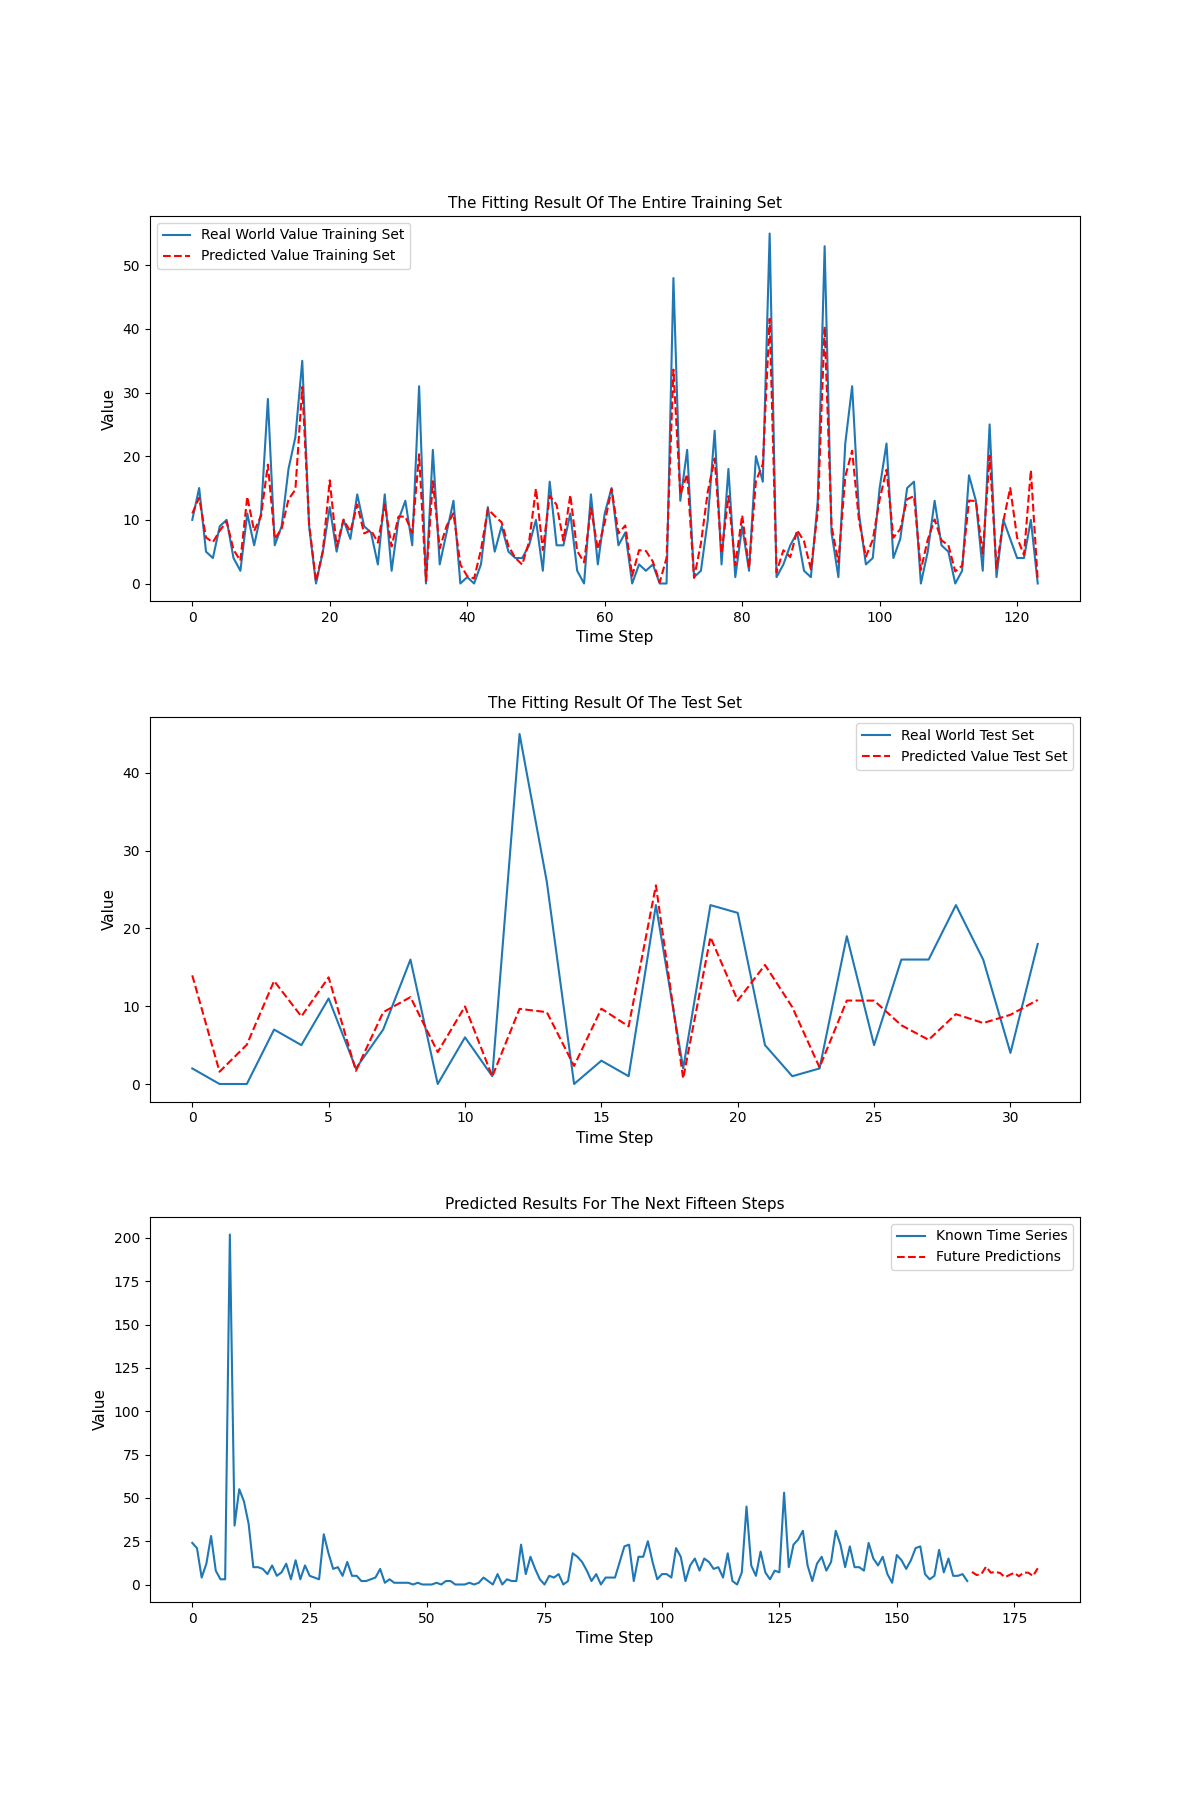 The Fitting Result Of The Entire Training Set
Real World Value Training Set
Predicted Value Training Set
Value
50
40
30
20
10
0
0 20 40 60 80 100 120
Time Step
The Fitting Result Of The Test Set
Real World Test Set
Predicted Value Test Set
Value
40
30
20
10
0
0 5 10 15 20 25 30
Time Step
Predicted Results For The Next Fifteen Steps
Known Time Series
Future Predictions
Value
200
175
150
125
100
75
50
25
0
0 25 50 75 100 125 150 175
Time Step